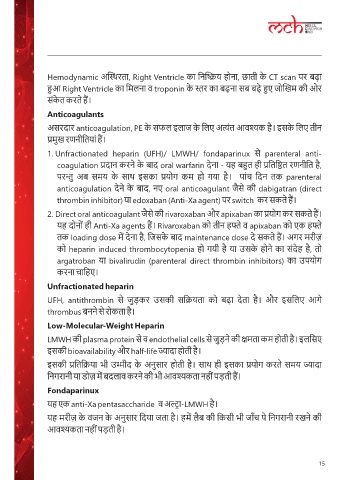 mch
Hemodynamic अस्थिरता, Right Ventricle का निष्क्रिय होना, छाती के CT scan पर बढ़ा
हुआ Right Ventricle का मिलना व troponin के स्तर का बढ़ना सब बढ़े हुए जोखिम की ओर
संकेत करते हैं।
Anticoagulants
असरदार anticoagulation, PE के सफल इलाज के लिए अत्यंत आवश्यक है। इसके लिए तीन
प्रमुख रणनीतियां हैं।
1. Unfractionated heparin (UFH)/ LMWH/ fondaparinux से parenteral anti-
coagulation प्रदान करने के बाद oral warfarin देना - यह बहुत ही प्रतिष्ठित रणनीति है,
परन्तु अब समय के साथ इसका प्रयोग कम हो गया है। पांच दिन तक parenteral
anticoagulation देने के बाद, नए oral anticoagulant जैसे की dabigatran (direct
thrombin inhibitor) या edoxaban (Anti-Xa agent) पर switch कर सकते हैं।
2. Direct oral anticoagulant जैसे की rivaroxaban और apixaban का प्रयोग कर सकते हैं।
यह दोनों ही Anti-Xa agents हैं। Rivaroxaban को तीन हफ्ते व apixaban को एक हफ्ते
तक loading dose में देना है, जिसके बाद maintenance dose दे सकते हैं। अगर मरीज़
को heparin induced thrombocytopenia हो गयी है या उसके होने का संदेह है, तो
argatroban या bivalirudin (parenteral direct thrombin inhibitors) का उपयोग
करना चाहिए।
Unfractionated heparin
UFH, antithrombin से जुड़कर उसकी सक्रियता को बढ़ा देता है। और इसलिए आगे
thrombus बनने से रोकता है।
Low-Molecular-Weight Heparin
LMWH की plasma protein से व endothelial cells से जुड़ने की क्षमता कम होती है। इसलिए
इसकी bioavailability और half-life ज्यादा होती है।
इसकी प्रतिक्रिया भी उम्मीद के अनुसार होती है। साथ ही इसका प्रयोग करते समय ज्यादा
निगरानी या डोज़ में बदलाव करने की भी आवश्यकता नहीं पड़ती हैं।
Fondaparinux
यह एक anti-Xa pentasaccharide व अल्ट्रा-LMWH है।
यह मरीज़ के वजन के अनुसार दिया जाता है। हमें लैब की किसी भी जाँच पे निगरानी रखने की
आवश्यकता नहीं पड़ती है।
15